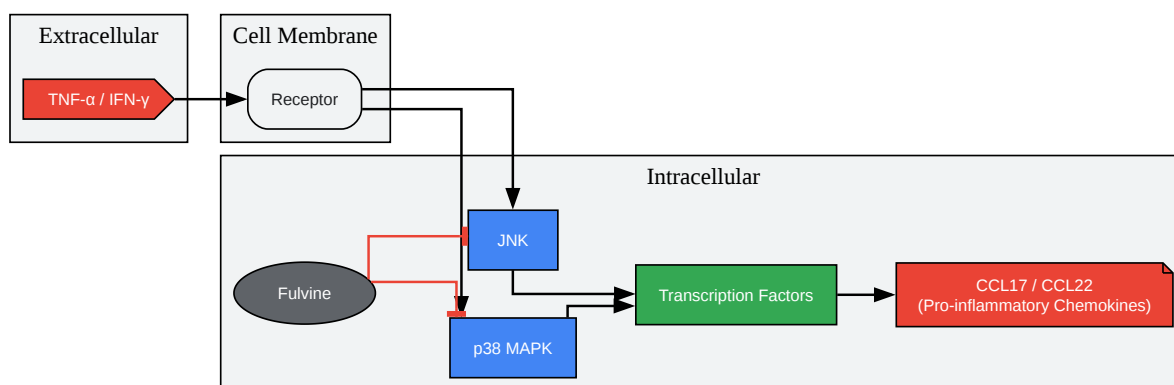 Extracellular
Cell Membrane
TNF-α / IFN-γ
Receptor
Intracellular
JNK
Fulvine
Transcription Factors
CCL17 / CCL22
(Pro-inflammatory Chemokines)
p38 MAPK